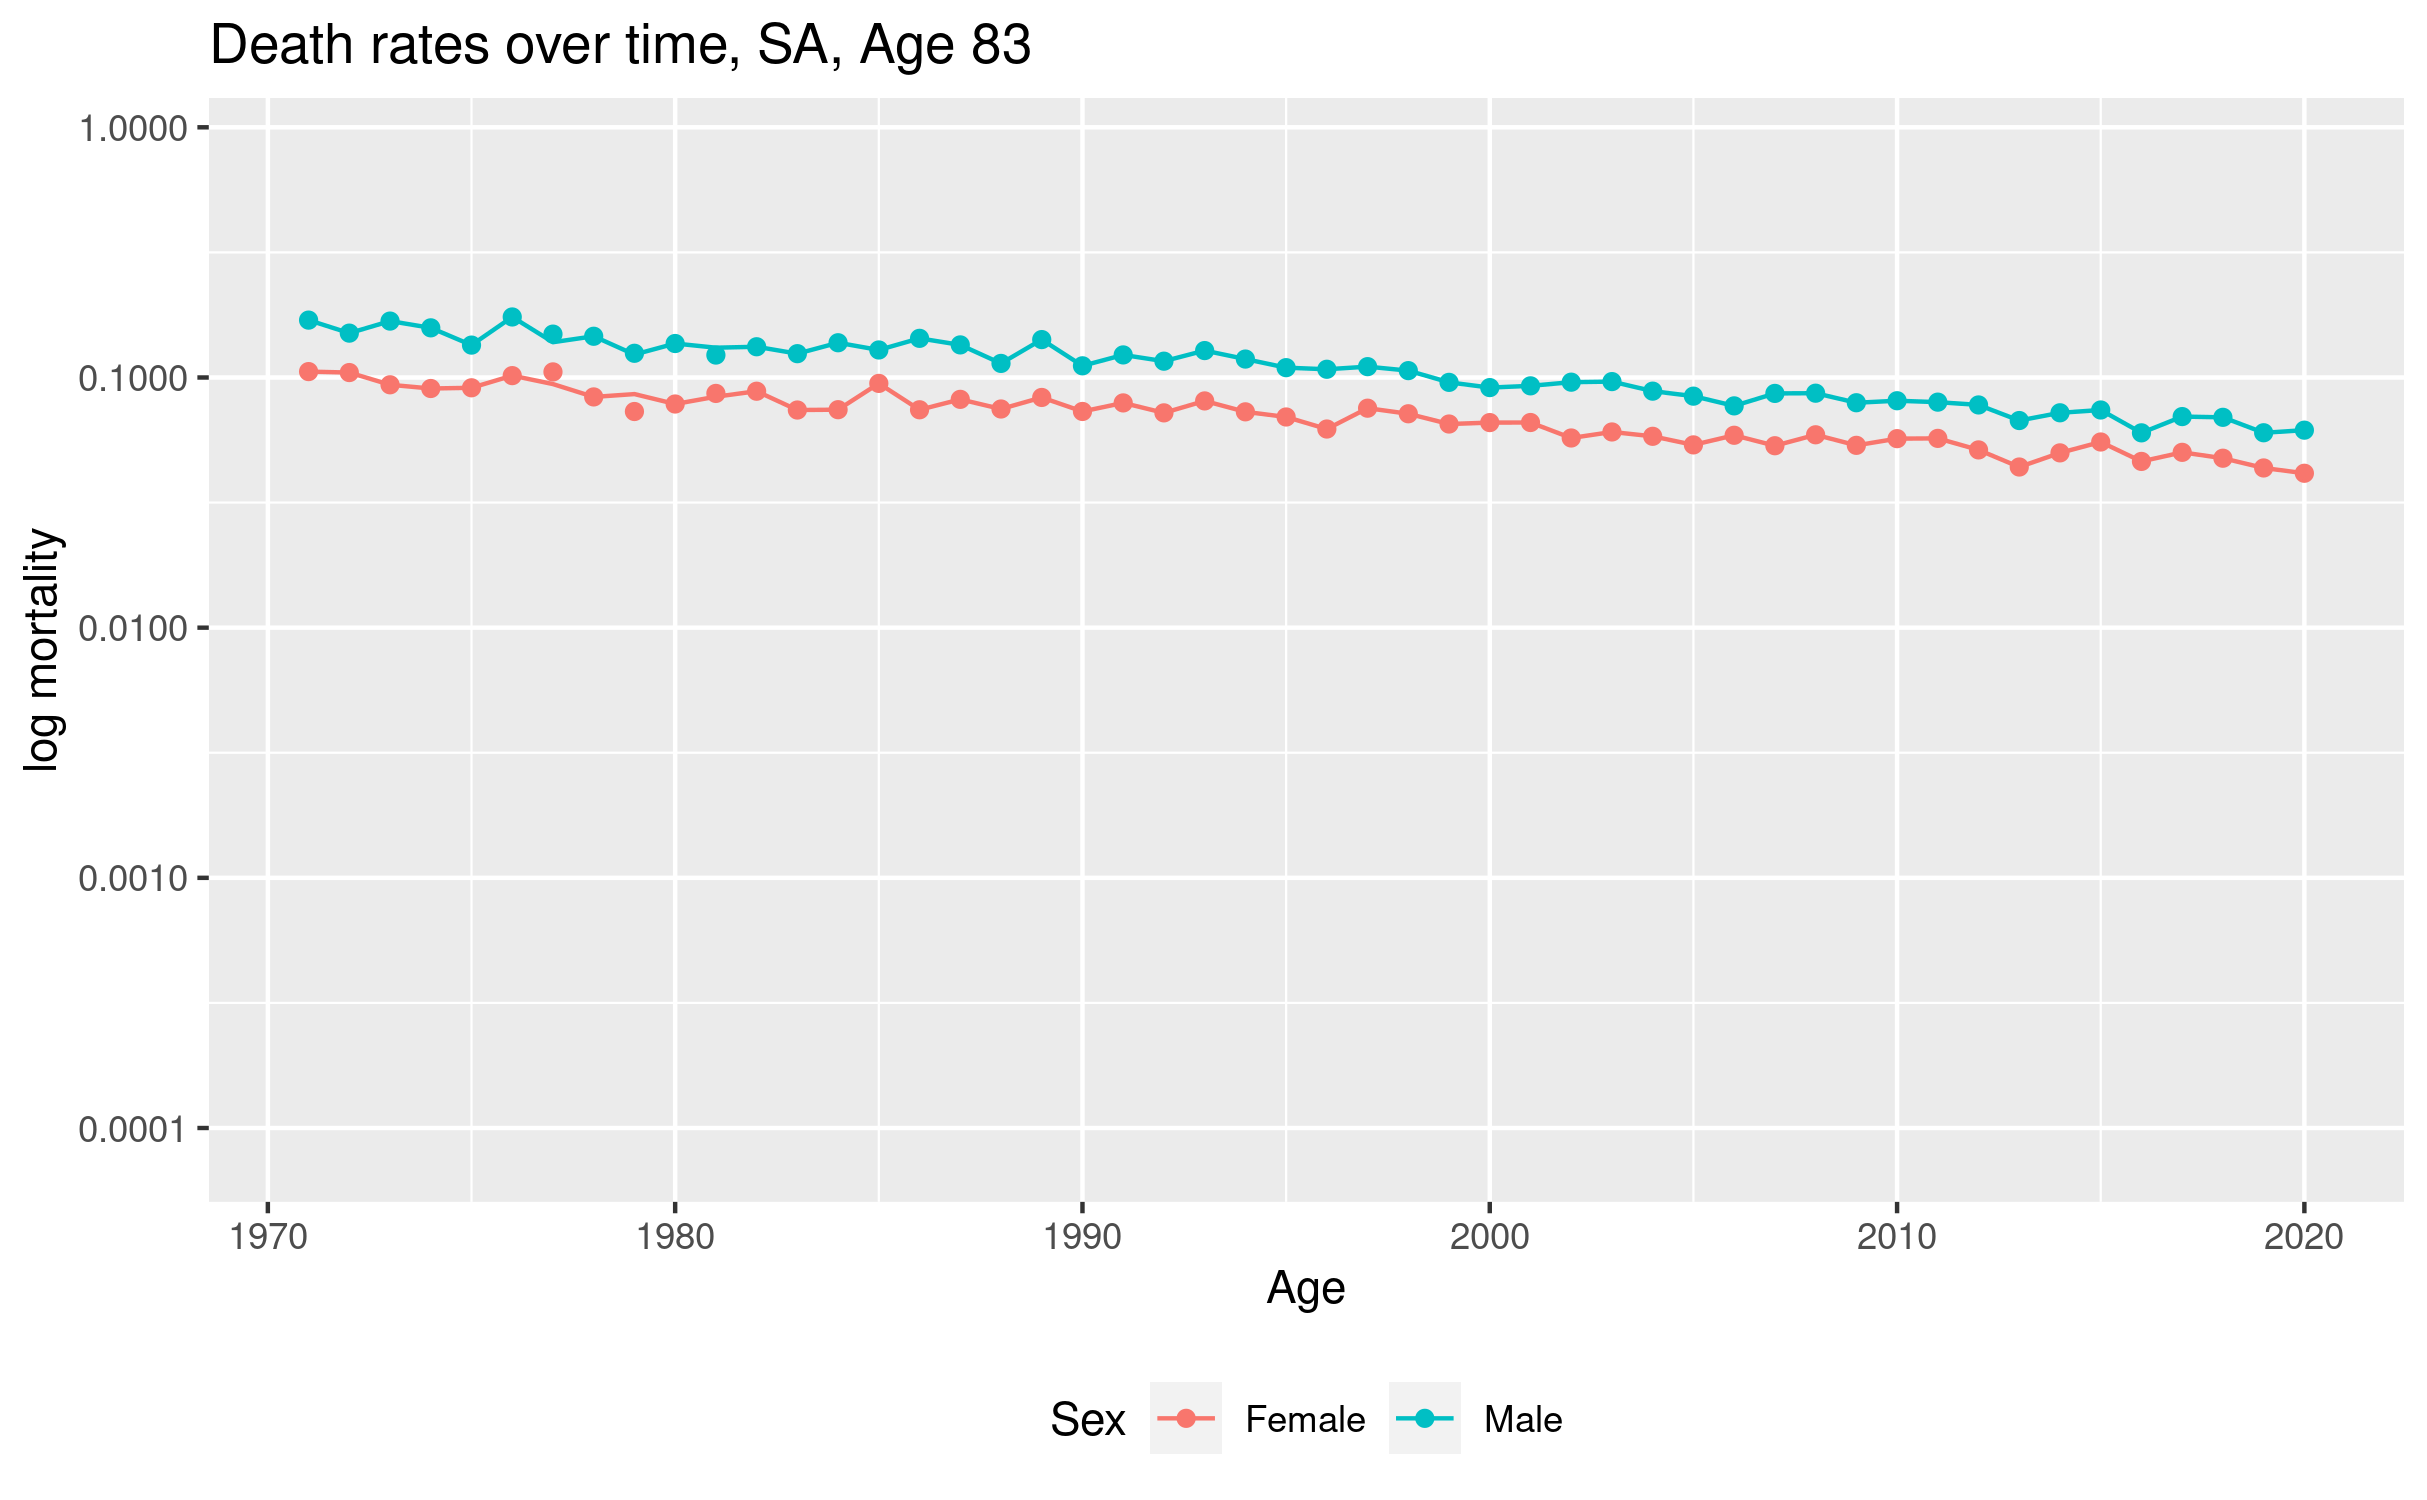 Death rates over time, SA, Age 83
log mortality
1.0000
0.1000
0.0100
0.0010
0.0001
1970 1980 1990 2000 2010 2020
Age
Sex Female Male